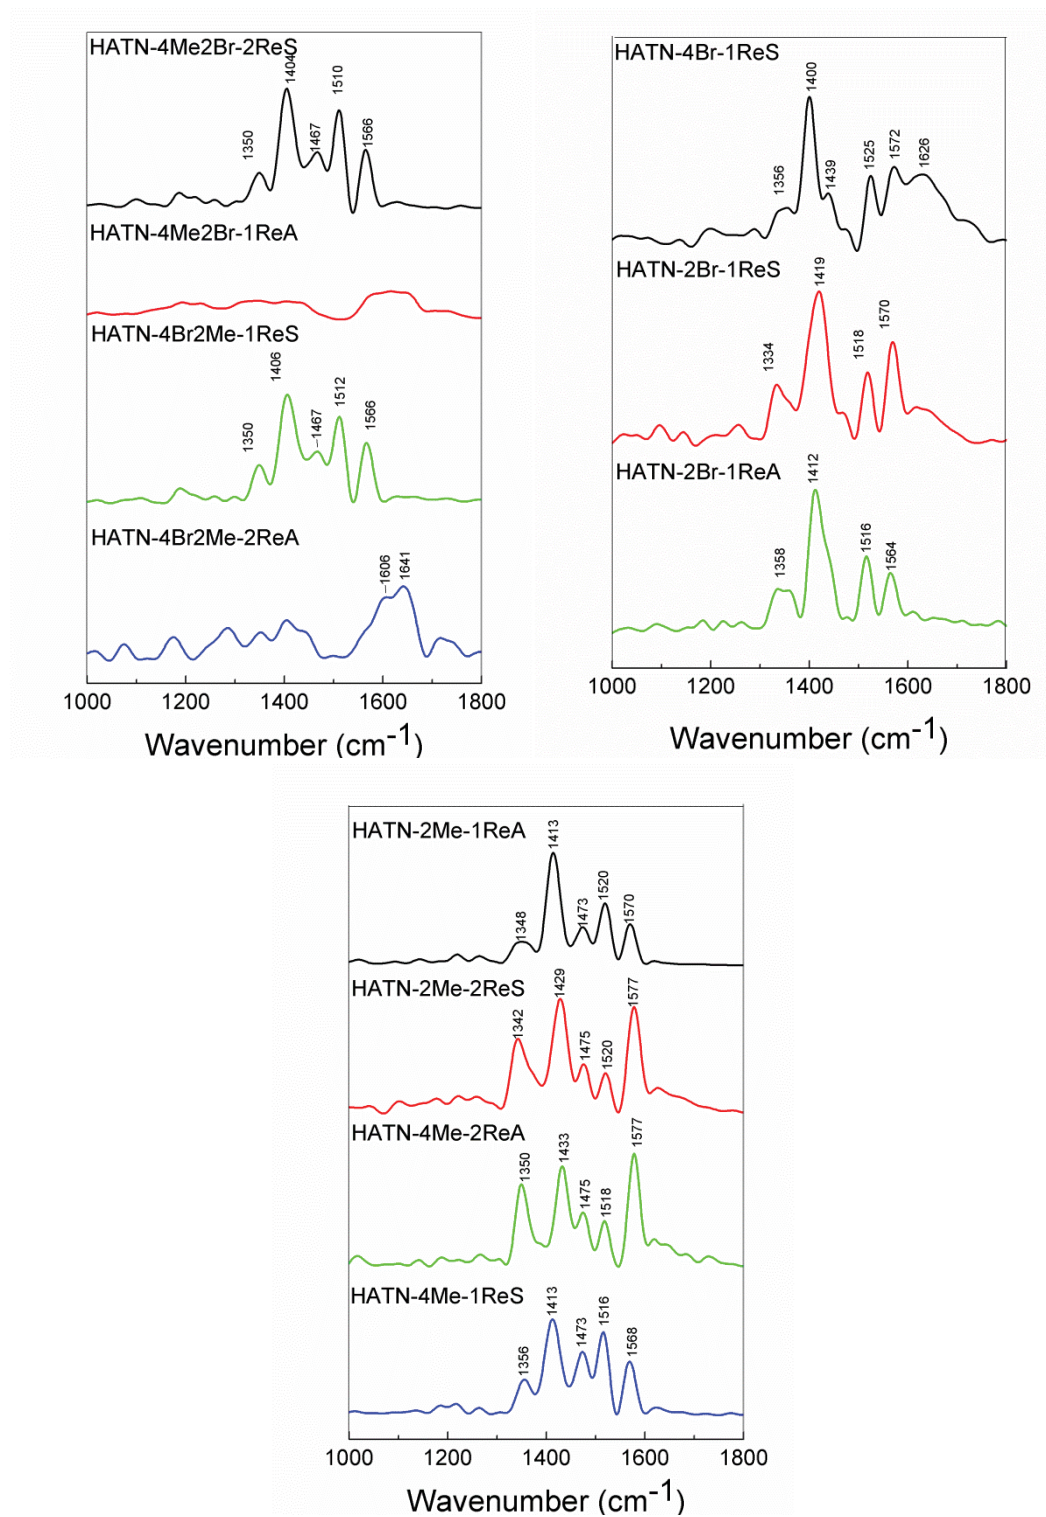 HATN-4Me2Br-2ReS
1350
1404
1467
1510
1566
HATN-4Me2Br-1ReA
HATN-4Br2Me-1ReS
1350
1406
1467
1512
1566
HATN-4Br2Me-2ReA
1606
1641
1000 1200 1400 1600 1800
Wavenumber (cm-1)
HATN-4Br-1ReS
1356
1400
1439
1525
1572
1626
HATN-2Br-1ReS
1334
1419
1518
1570
HATN-2Br-1ReA
1358
1412
1516
1564
1000 1200 1400 1600 1800
Wavenumber (cm-1)
HATN-2Me-1ReA
1348
1413
1473
1520
1570
HATN-2Me-2ReS
1342
1429
1475
1520
1577
HATN-4Me-2ReA
1350
1433
1475
1518
1577
HATN-4Me-1ReS
1356
1413
1473
1516
1568
1000 1200 1400 1600 1800
Wavenumber (cm-1)